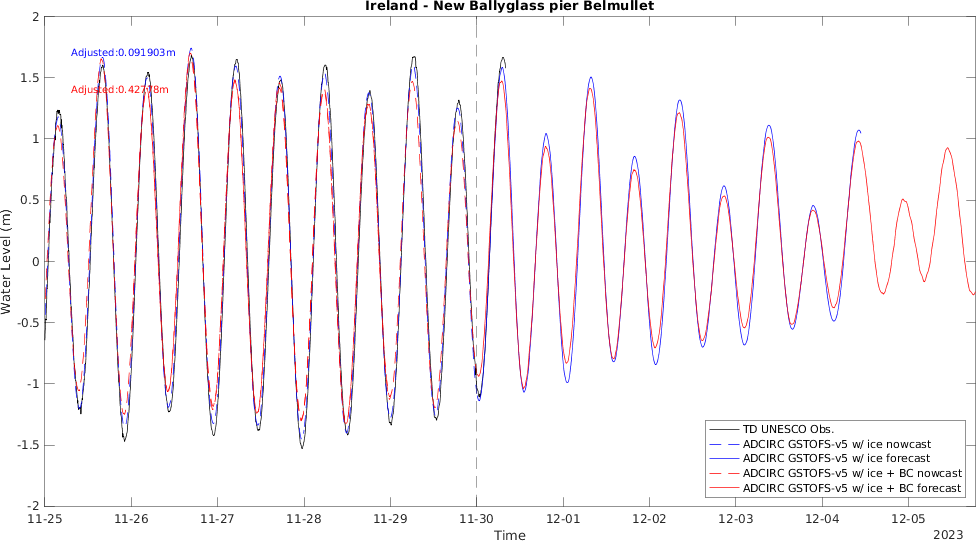 Ireland - New Ballyglass pier Belmullet
Adjusted:0.091903m
Adjusted:0.42778m
Water Level (m)
2
1.5
1
0.5
0
-0.5
-1
-1.5
-2
11-25 11-26 11-27 11-28 11-29 11-30 12-01 12-02 12-03 12-04 12-05
Time
2023
TD UNESCO Obs.
ADCIRC GSTOFS-v5 w/ ice nowcast
ADCIRC GSTOFS-v5 w/ ice forecast
ADCIRC GSTOFS-v5 w/ ice + BC nowcast
ADCIRC GSTOFS-v5 w/ ice + BC forecast